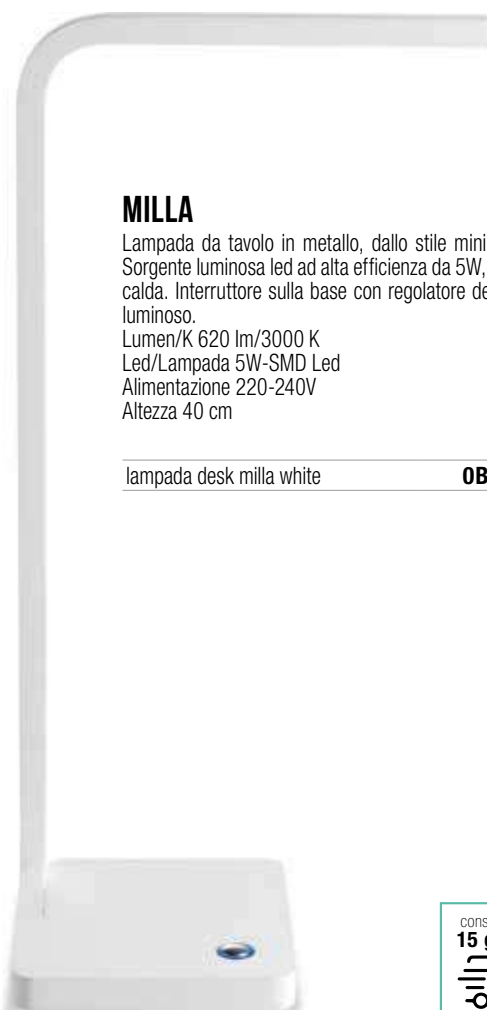 MILLA
Lampada da tavolo in metallo, dallo stile mini
Sorgente luminosa led ad alta efficienza da 5W,
calda. Interruttore sulla base con regolatore de
luminoso.
Lumen/K 620 lm/3000 K
Led/Lampada 5W-SMD Led
Alimentazione 220-240V
Altezza 40 cm
lampada desk milla white 0B
cons
15 g